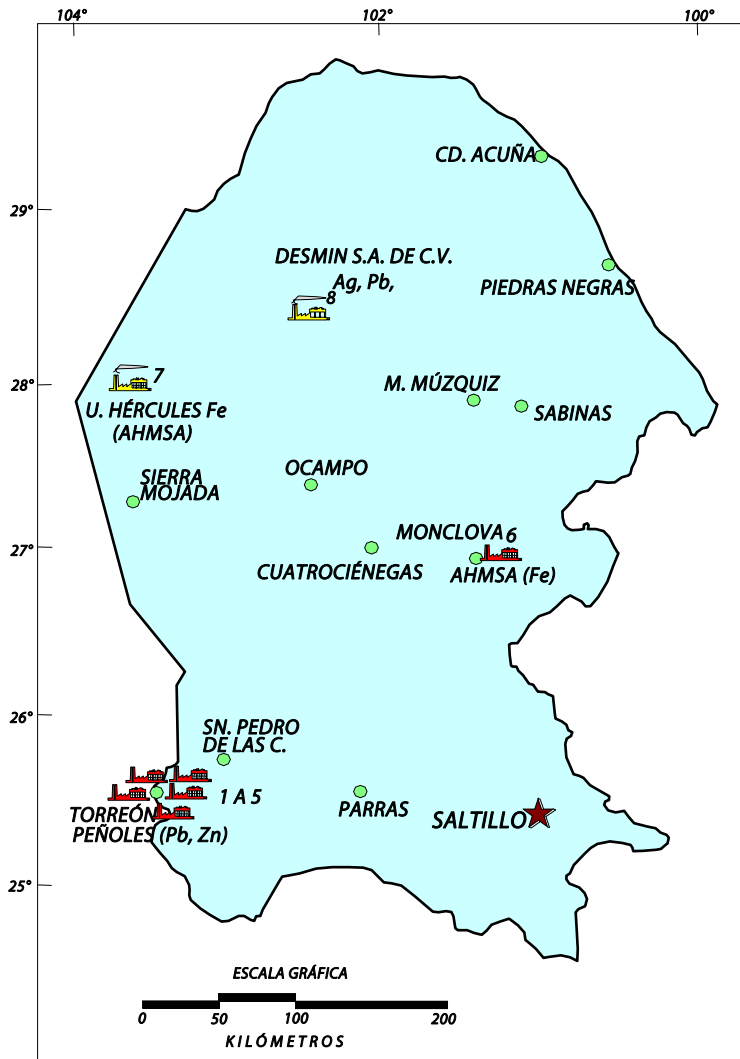 104° 102° 100°
CD. ACUÑA
29°
DESMIN S.A. DE C.V.
Ag, Pb,
8
PIEDRAS NEGRAS
7
28°
M. MÚZQUIZ
U. HÉRCULES Fe
(AHMSA)
SABINAS
OCAMPO
SIERRA
MOJADA
MONCLOVA 6
27°
CUATROCIÉNEGAS
AHMSA (Fe)
26°
SN. PEDRO
DE LAS C.
1 A 5
PARRAS
TORREÓN
PEÑOLES (Pb, Zn)
SALTILLO
25°
ESCALA GRÁFICA
0 50 100 200
KILÓMETROS